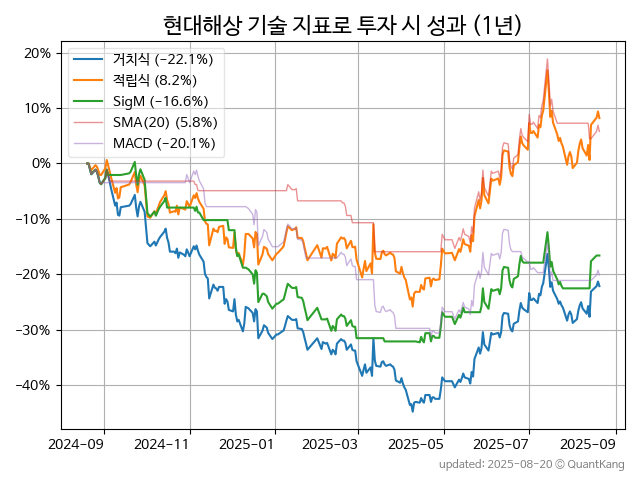 현대해상 기술 지표로 투자 시 성과 (1년)
거치식 (−22.1%)
적립식 (8.2%)
SigM (−16.6%)
SMA(20) (5.8%)
MACD (−20.1%)
20%
10%
0%
−10%
−20%
−30%
−40%
2024-09 2024-11 2025-01 2025-03 2025-05 2025-07 2025-09
updated: 2025-08-20 © QuantKang